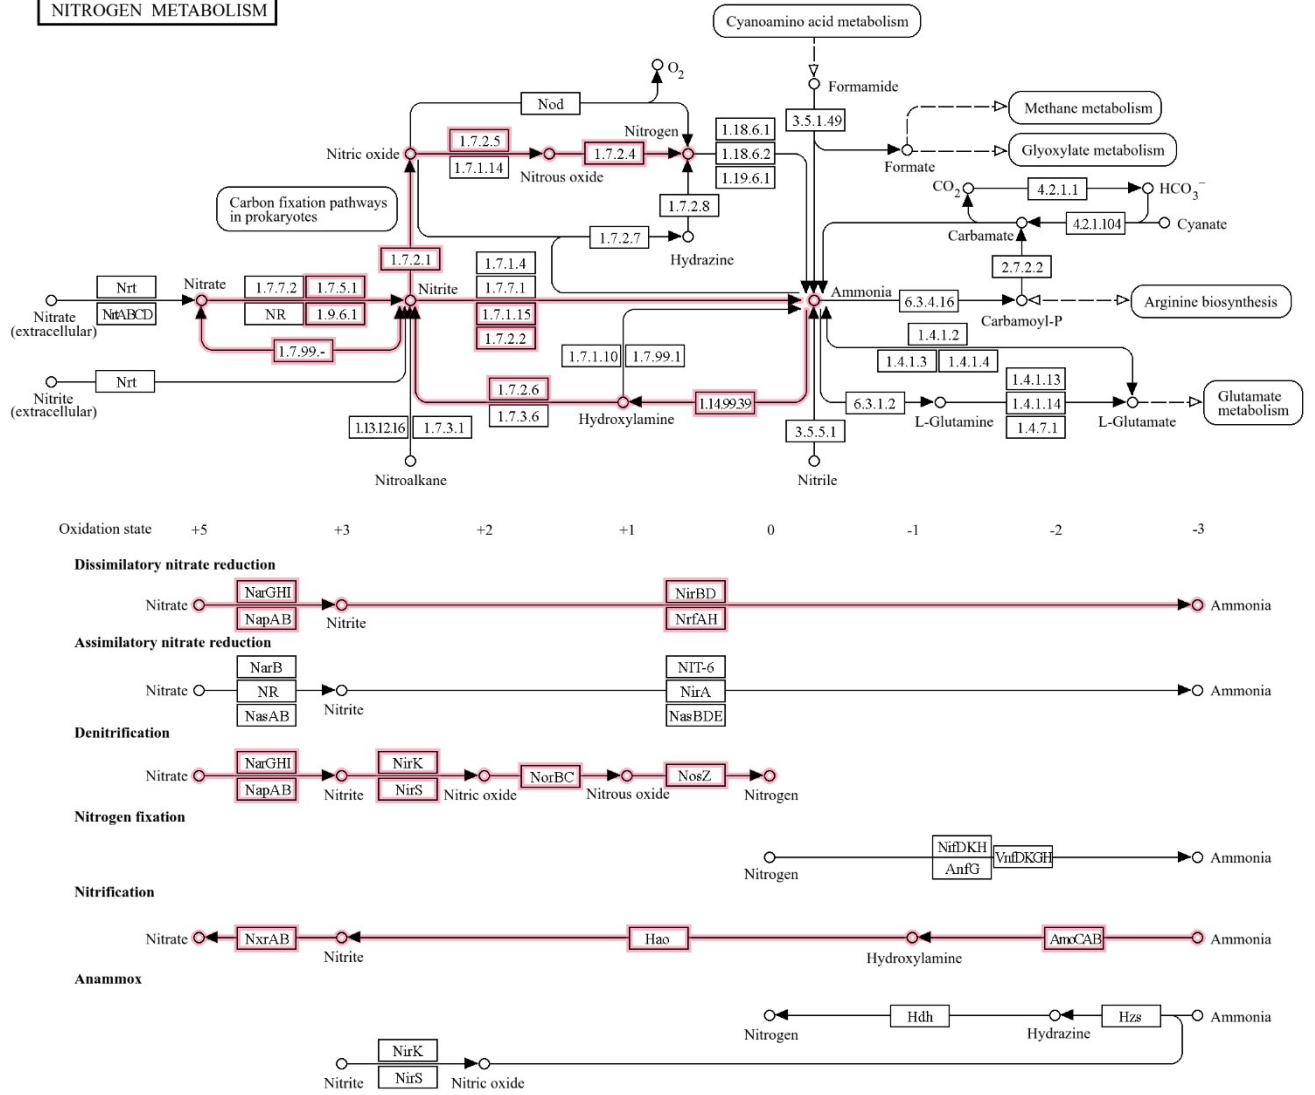 NITROGEN METABOLISM
Cyanoamino acid metabolism
O2
Formamide
Nod
Methane metabolism
3.5.1.49
Nitrogen
1.18.6.1
1.7.2.5
Nitric oxide
1.7.2.4
1.18.6.2
Glyoxylate metabolism
1.7.1.14
Nitrous oxide
1.19.6.1
Formate
CO2
4.2.1.1
HCO3−
Carbon fixation pathways
in prokaryotes
1.7.2.8
4.2.1.104
Cyanate
Carbamate
1.7.2.7
Hydrazine
1.7.2.1
1.7.1.4
2.7.2.2
Nrt
Nitrate
1.7.7.2
1.7.5.1
Nitrite
1.7.7.1
Ammonia
6.3.4.16
Arginine biosynthesis
NrtABCD
NR
1.9.6.1
1.7.1.15
Carbamoyl-P
Nitrate
(extracellular)
1.7.2.2
1.4.1.2
1.7.99.-
1.7.1.10
1.7.99.1
1.4.1.3
1.4.1.4
Nrt
1.4.1.13
Nitrite
(extracellular)
1.7.2.6
1.14.99.39
6.3.1.2
1.4.1.14
Glutamate
metabolism
1.7.3.6
Hydroxylamine
L-Glutamine
1.4.7.1
L-Glutamate
1.13.12.16
1.7.3.1
3.5.5.1
Nitroalkane
Nitrile
Oxidation state +5 +3 +2 +1 0 -1 -2 -3
Dissimilatory nitrate reduction
NarGHI NirBD
Nitrate Ammonia
NapAB Nitrite NrfAH
Assimilatory nitrate reduction
NarB NIT-6
Nitrate NR NirA Ammonia
NasAB Nitrite NasBDE
Denitrification
NarGHI NirK
Nitrate NorBC NosZ
NapAB Nitrite NirS Nitric oxide Nitrous oxide Nitrogen
Nitrogen fixation
NifDKH VnfDKGH Ammonia
Nitrogen AnfG
Nitrification
Nitrate NxrAB Hao AmoCAB Ammonia
Nitrite Hydroxylamine
Anammox
Hdh Hzs Ammonia
Nitrogen Hydrazine
NirK
Nitrite NirS Nitric oxide